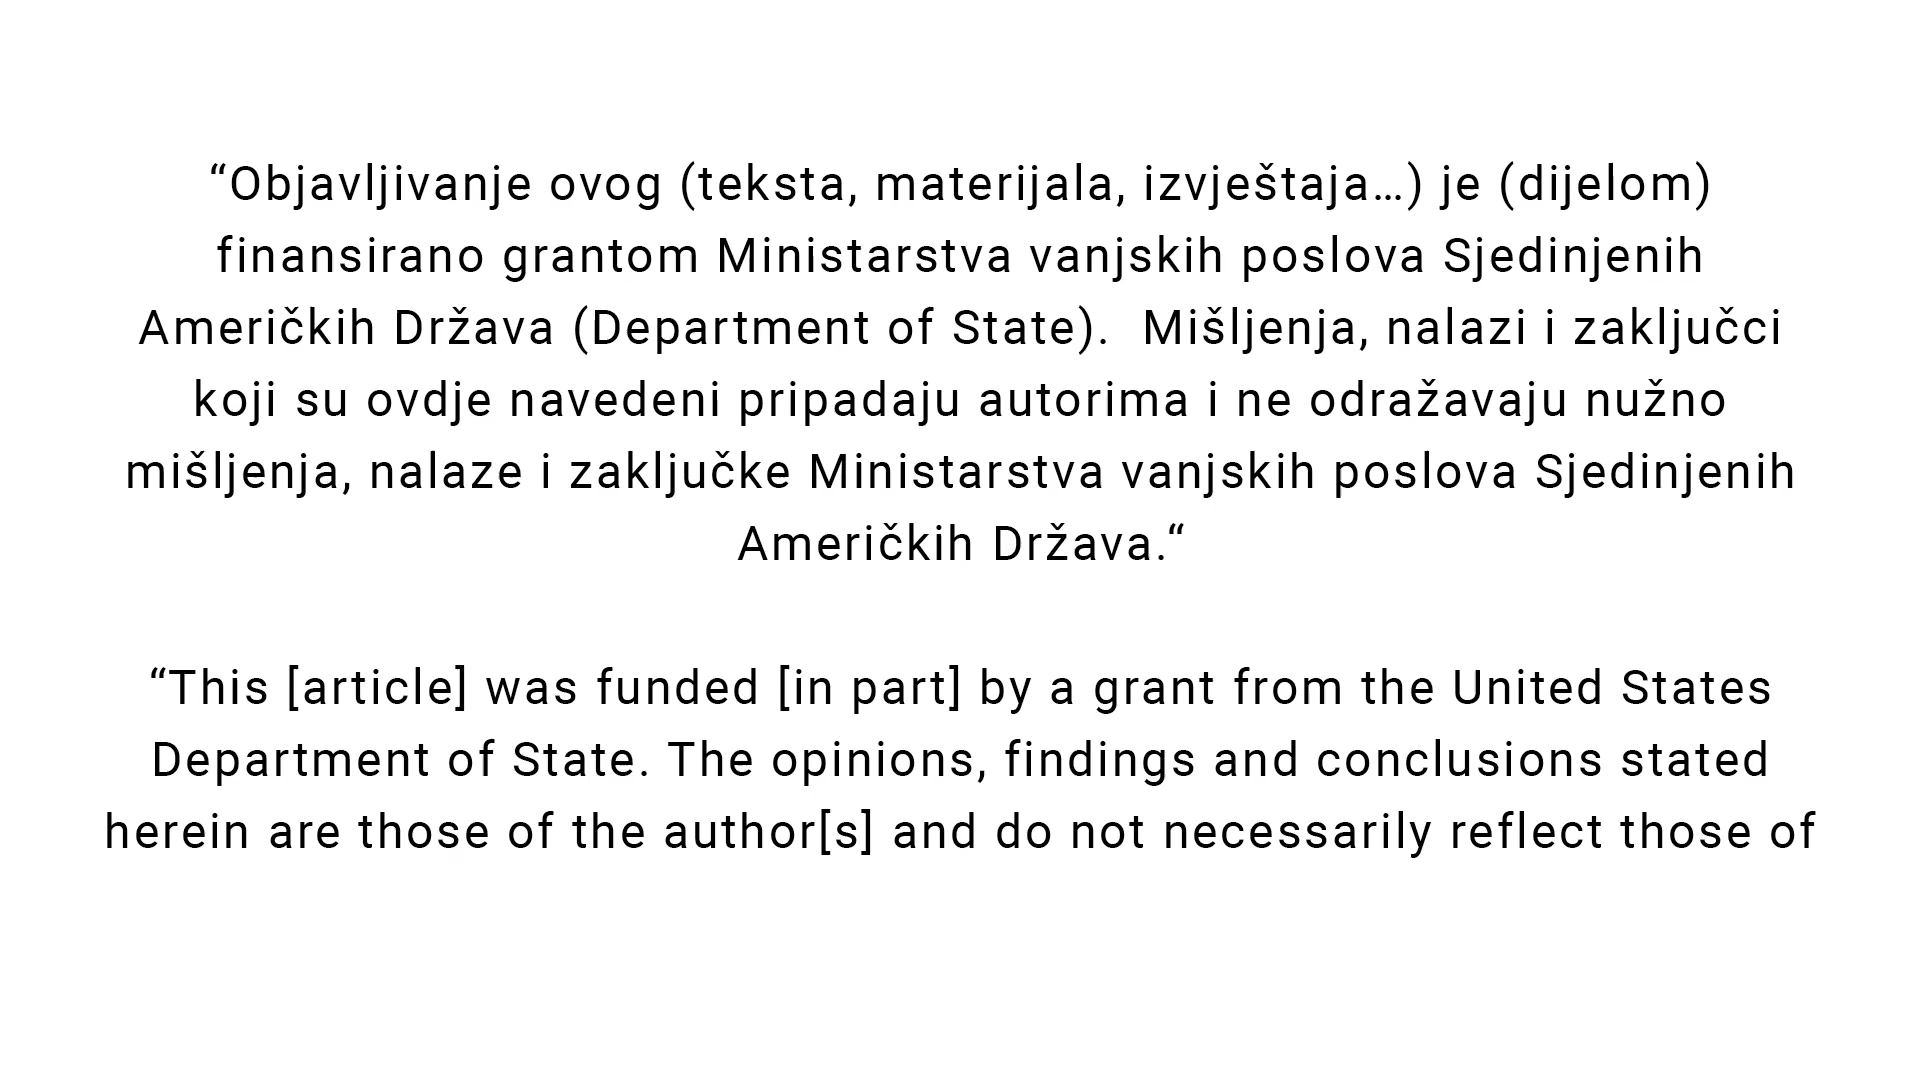 “Objavljivanje ovog (teksta, materijala, izvještaja…) je (dijelom)
finansirano grantom Ministarstva vanjskih poslova Sjedinjenih
Američkih Država (Department of State).  Mišljenja, nalazi i zaključci
koji su ovdje navedeni pripadaju autorima i ne odražavaju nužno
mišljenja, nalaze i zaključke Ministarstva vanjskih poslova Sjedinjenih
Američkih Država.“
“This [article] was funded [in part] by a grant from the United States
Department of State. The opinions, findings and conclusions stated
herein are those of the author[s] and do not necessarily reflect those of